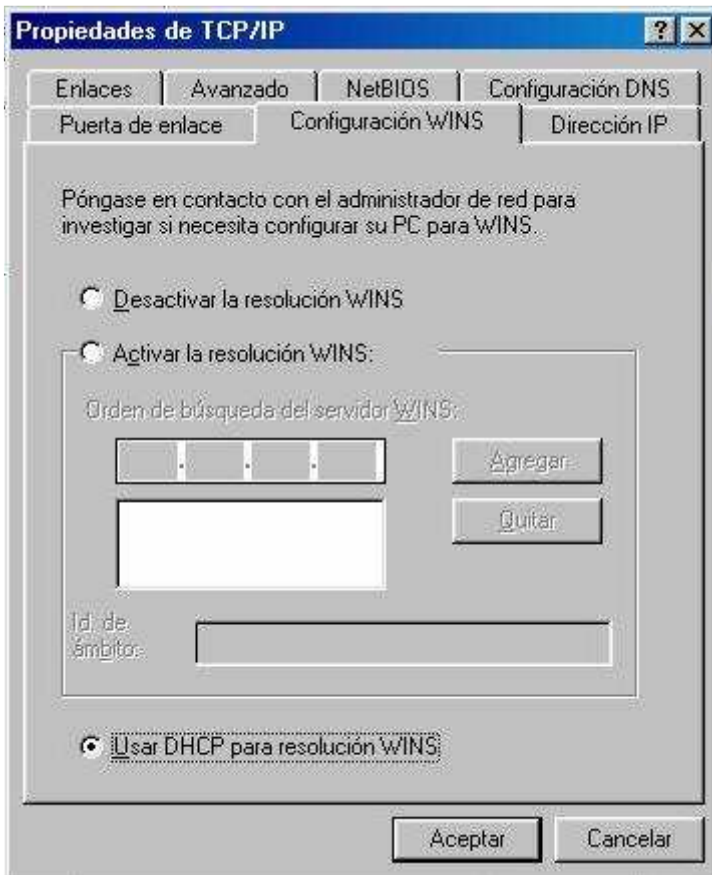 Propiedades de TCP/IP
Enlaces Avanzado NetBIOS Configuración DNS
Puerta de enlace Configuración WINS Dirección IP
Póngase en contacto con el administrador de red para
investigar si necesita configurar su PC para WINS.
Desactivar la resolución WINS
Activar la resolución WINS:
Orden de búsqueda del servidor WINS:
Agregar
Quitar
Id. de
ámbito:
Usar DHCP para resolución WINS
Aceptar Cancelar